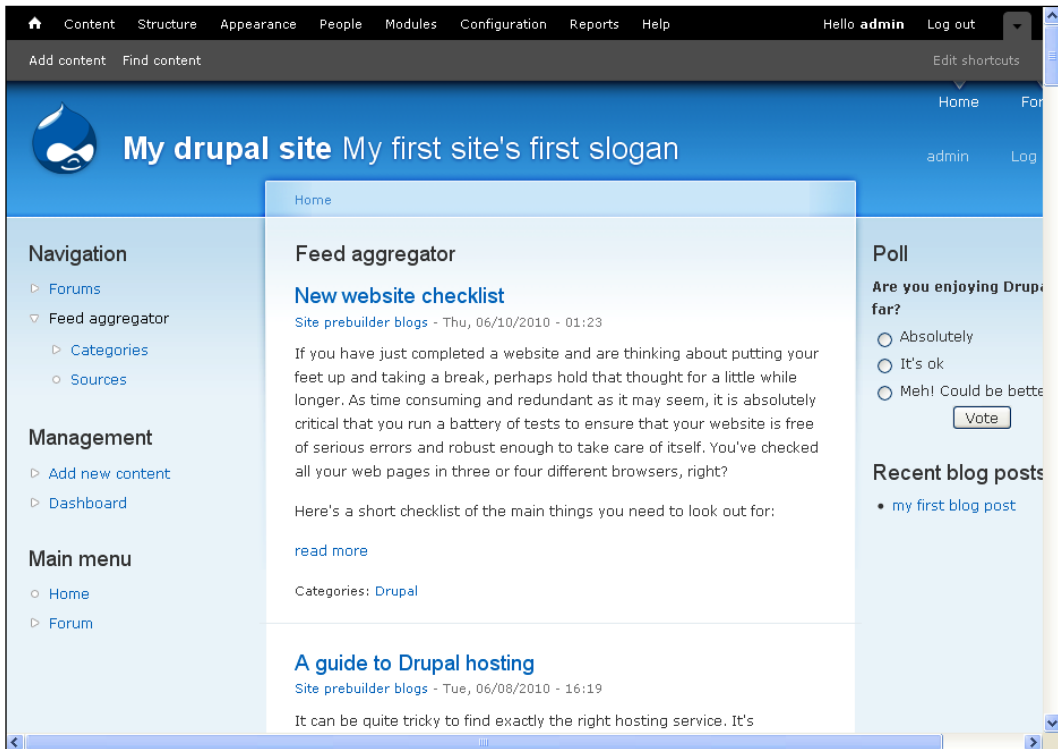 Content Structure Appearance People Modules Configuration Reports Help Hello admin Log out
Add content Find content Edit shortcuts
Home For
My drupal site My first site's first slogan
admin Log
Home
Navigation
Forums
Feed aggregator
Categories
Sources
Management
Add new content
Dashboard
Main menu
Home
Forum
Feed aggregator
New website checklist
Site prebuilder blogs - Thu, 06/10/2010 - 01:23
If you have just completed a website and are thinking about putting your
feet up and taking a break, perhaps hold that thought for a little while
longer. As time consuming and redundant as it may seem, it is absolutely
critical that you run a battery of tests to ensure that your website is free
of serious errors and robust enough to take care of itself. You've checked
all your web pages in three or four different browsers, right?
Here's a short checklist of the main things you need to look out for:
read more
Categories: Drupal
A guide to Drupal hosting
Site prebuilder blogs - Tue, 06/08/2010 - 16:19
It can be quite tricky to find exactly the right hosting service. It's
Poll
Are you enjoying Drupa
far?
Absolutely
It's ok
Meh! Could be bette
Vote
Recent blog posts
my first blog post